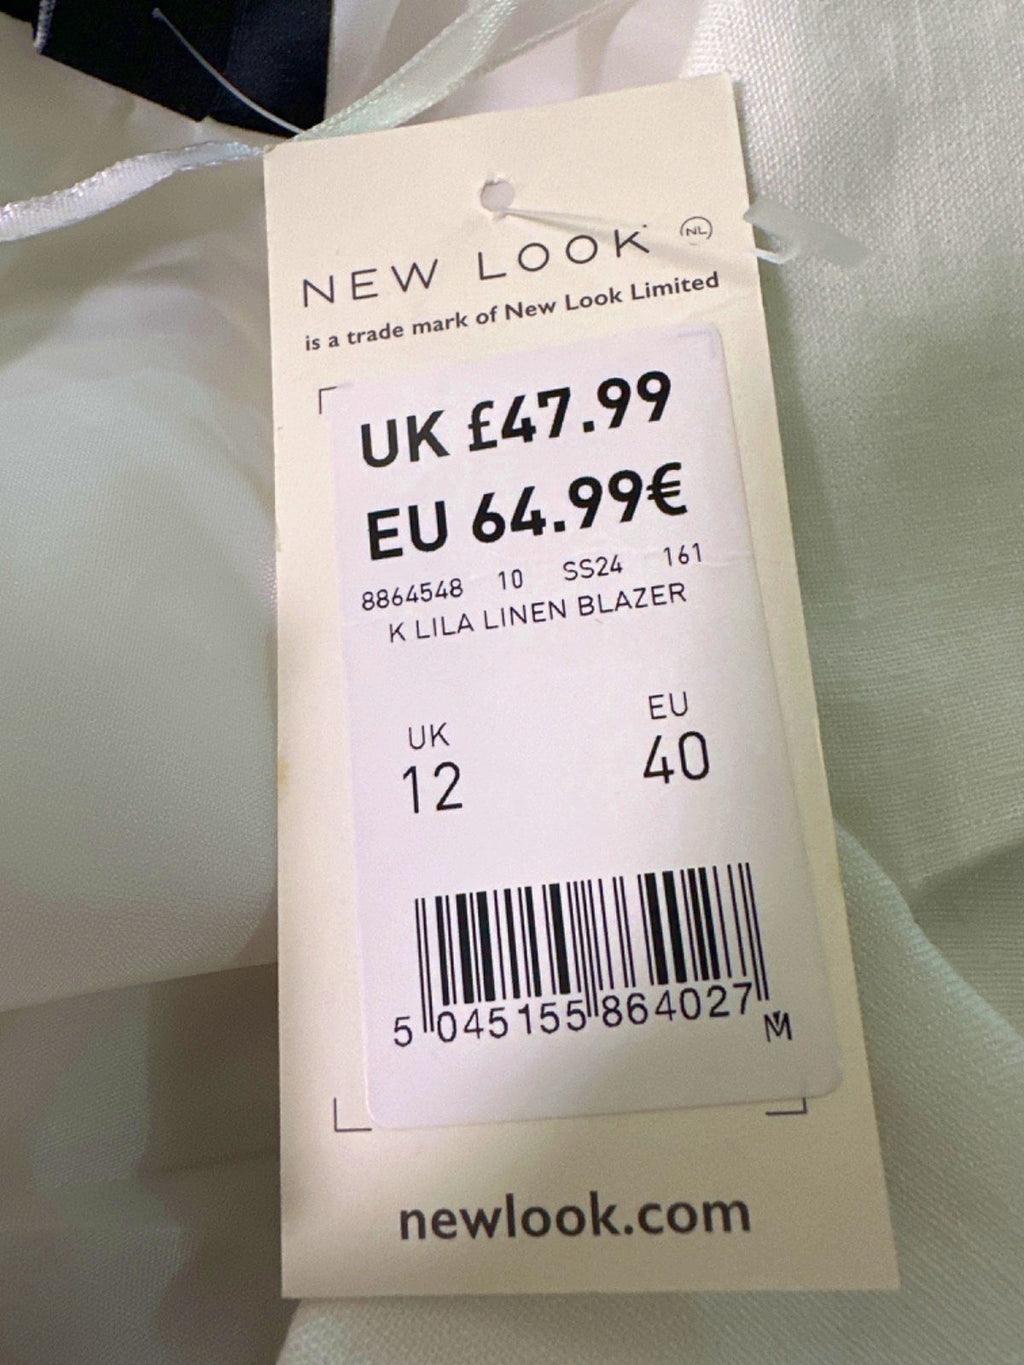 NEW LOOK NL
is a trade mark of New Look Limited
UK £47.99
EU 64.99€
8864548 10 SS24 161
K LILA LINEN BLAZER
UK EU
12 40
5 045155 864027
M
newlook.com